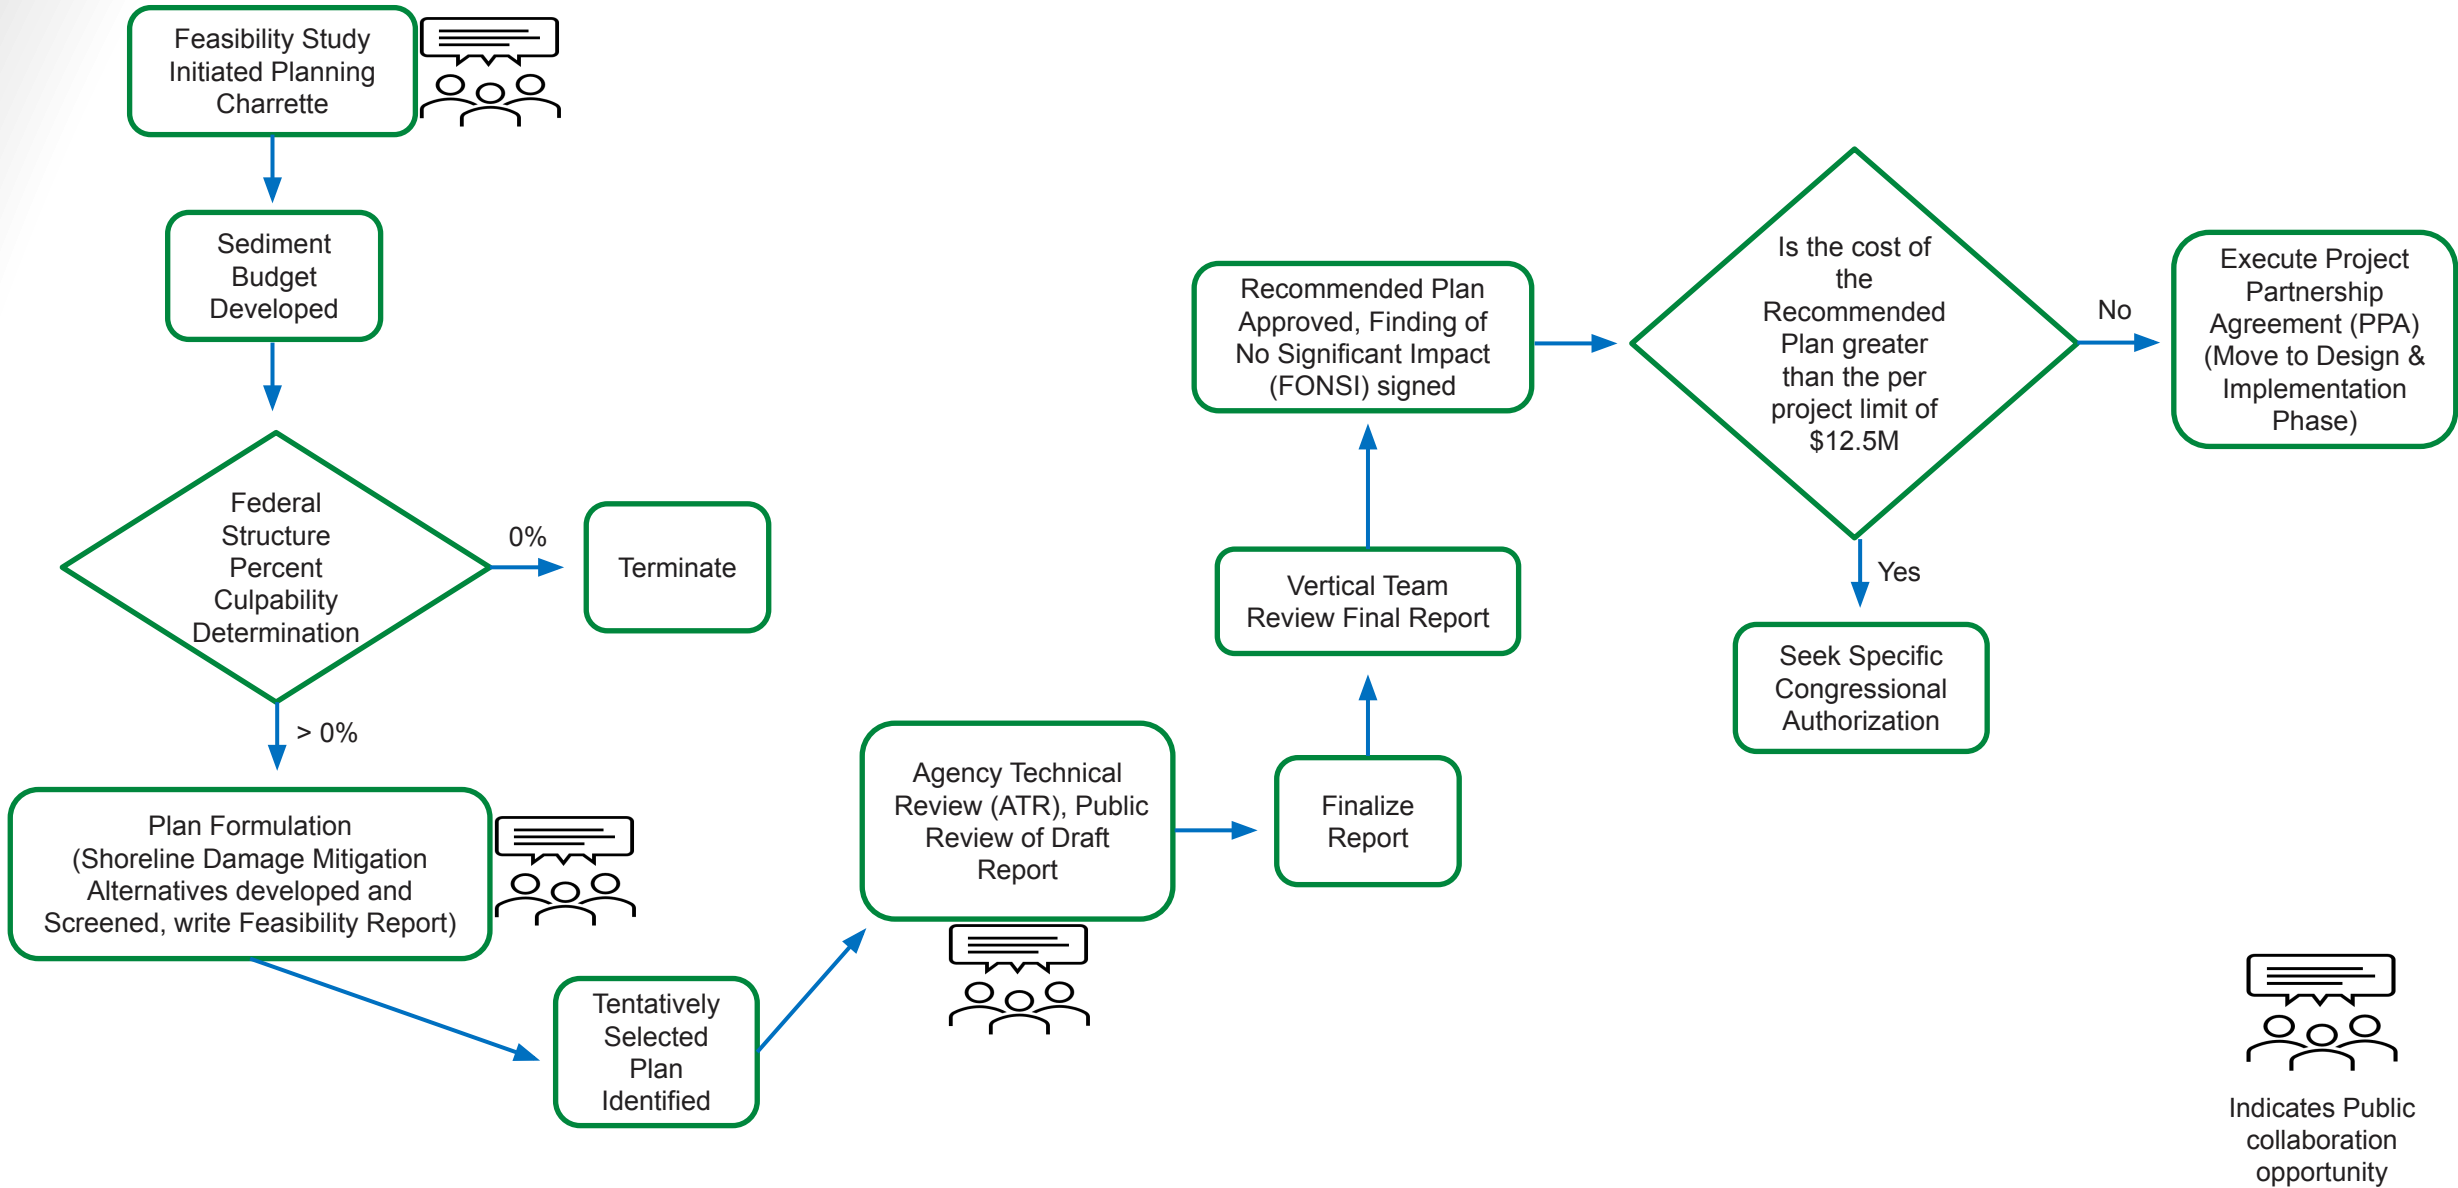 Feasibility Study
Initiated Planning
Charrette
Sediment
Budget
Developed
Federal
Structure
Percent
Culpability
Determination
0%
Terminate
> 0%
Plan Formulation
(Shoreline Damage Mitigation
Alternatives developed and
Screened, write Feasibility Report)
Tentatively
Selected
Plan
Identified
Agency Technical
Review (ATR), Public
Review of Draft
Report
Finalize
Report
Vertical Team
Review Final Report
Recommended Plan
Approved, Finding of
No Significant Impact
(FONSI) signed
Is the cost of
the
Recommended
Plan greater
than the per
project limit of
$12.5M
No
Execute Project
Partnership
Agreement (PPA)
(Move to Design &
Implementation
Phase)
Yes
Seek Specific
Congressional
Authorization
Indicates Public
collaboration
opportunity